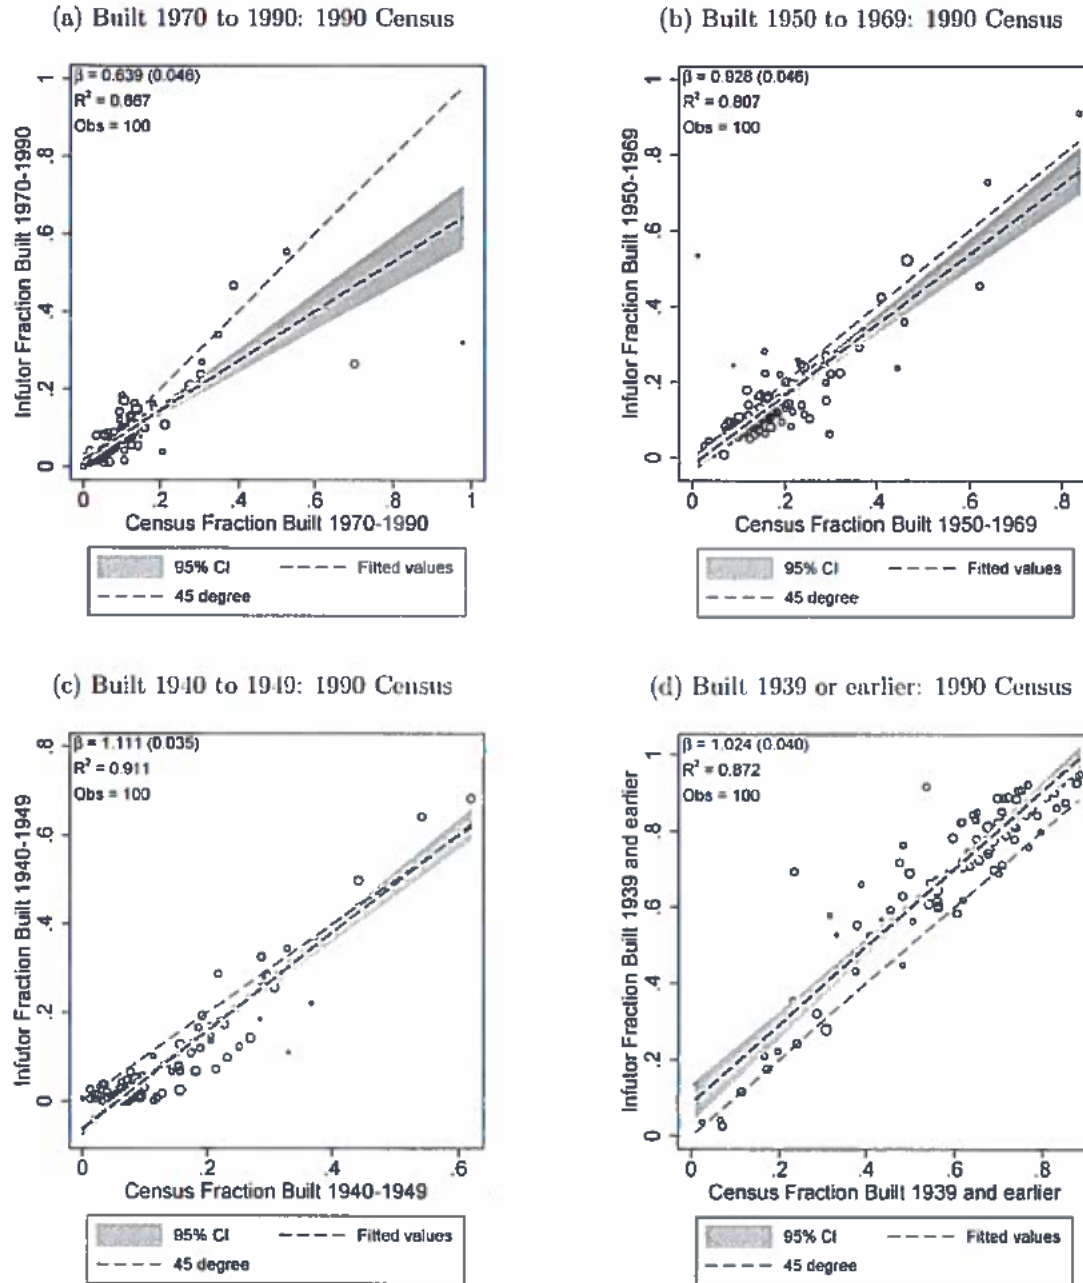 (a) Built 1970 to 1990: 1990 Census
β = 0.639 (0.046)
R² = 0.667
Obs = 100
Infutor Fraction Built 1970-1990
0 .2 .4 .6 .8 1
0 .2 .4 .6 .8 1
Census Fraction Built 1970-1990
95% CI Fitted values
45 degree
(b) Built 1950 to 1969: 1990 Census
β = 0.928 (0.046)
R² = 0.807
Obs = 100
Infutor Fraction Built 1950-1969
0 .2 .4 .6 .8 1
0 .2 .4 .6 .8
Census Fraction Built 1950-1969
95% CI Fitted values
45 degree
(c) Built 1940 to 1949: 1990 Census
β = 1.111 (0.035)
R² = 0.911
Obs = 100
Infutor Fraction Built 1940-1949
0 .2 .4 .6 .8
0 .2 .4 .6
Census Fraction Built 1940-1949
95% CI Fitted values
45 degree
(d) Built 1939 or earlier: 1990 Census
β = 1.024 (0.040)
R² = 0.872
Obs = 100
Infutor Fraction Built 1939 and earlier
0 .2 .4 .6 .8 1
0 .2 .4 .6 .8
Census Fraction Built 1939 and earlier
95% CI Fitted values
45 degree